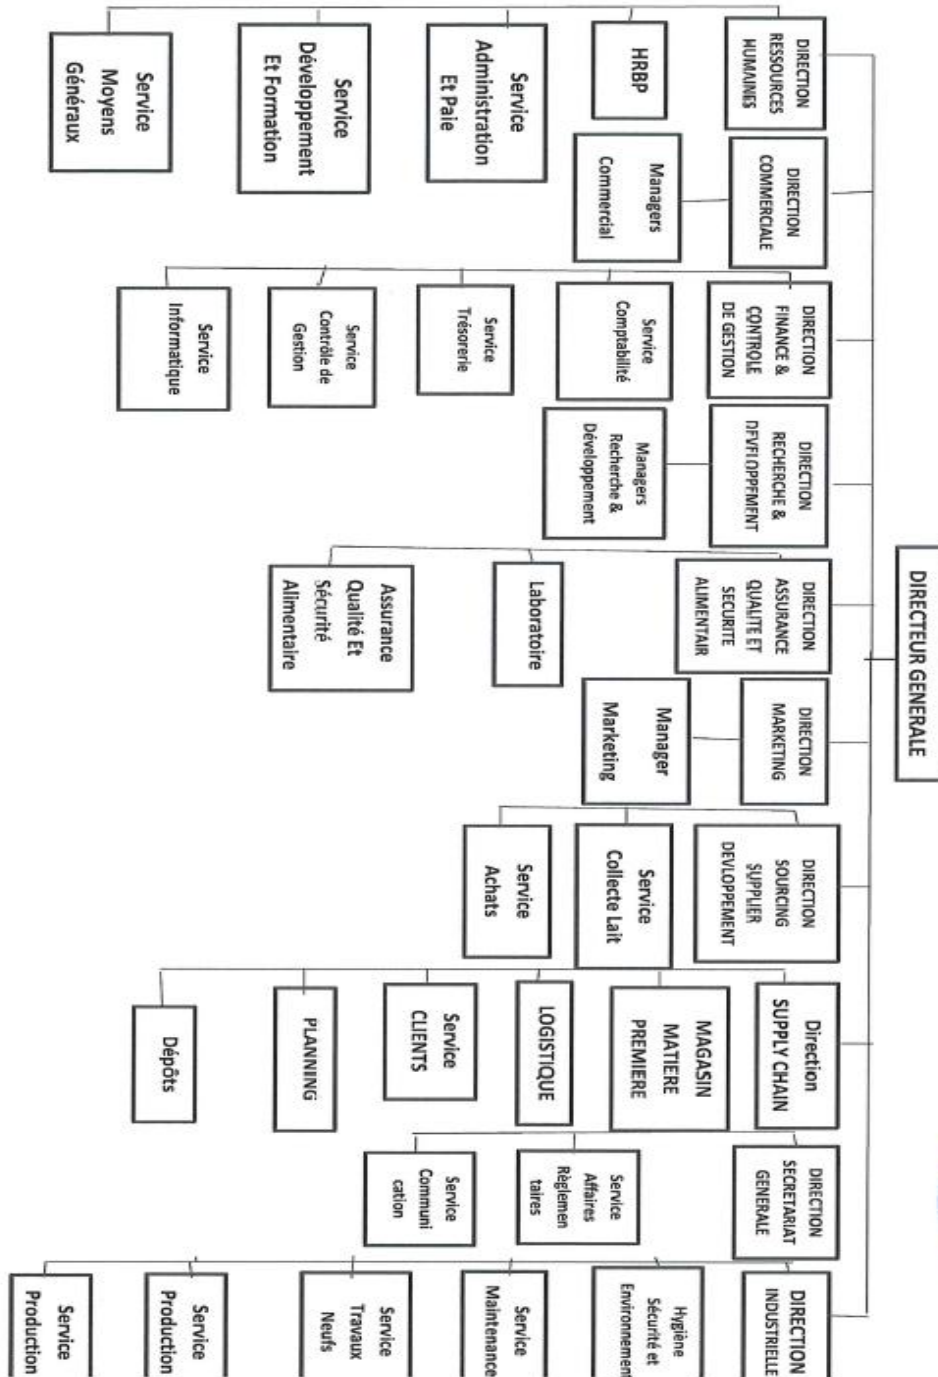 DIRECTEUR GENERALE
DIRECTION
RESSOURCES
HUMAINES
HRBP
Service
Administration
Et Paie
Service
Développement
Et Formation
Service
Moyens
Généraux
DIRECTION
COMMERCIALE
Managers
Commercial
DIRECTION
FINANCE &
CONTROLE
DE GESTION
Service
Comptabilité
Service
Trésorerie
Service
Contrôle de
Gestion
Service
Informatique
DIRECTION
RECHERCHE &
DEVELOPPEMENT
Managers
Recherche &
Développement
DIRECTION
ASSURANCE
QUALITE ET
SECURITE
ALIMENTAIR
Laboratoire
Assurance
Qualité Et
Sécurité
Alimentaire
DIRECTION
MARKETING
Manager
Marketing
DIRECTION
SOURCING
SUPPLIER
DEVLOPPEMENT
Service
Collecte Lait
Service
Achats
Direction
SUPPLY CHAIN
MAGASIN
MATIERE
PREMIERE
LOGISTIQUE
Service
CLIENTS
PLANNING
Dépôts
DIRECTION
SECRETARIAT
GENERALE
Service
Affaires
Règlemen
taires
Service
Communi
cation
DIRECTION
INDUSTRIELLE
Hygiène
Sécurité et
Environnement
Service
Maintenance
Service
Travaux
Neufs
Service
Production
Service
Production